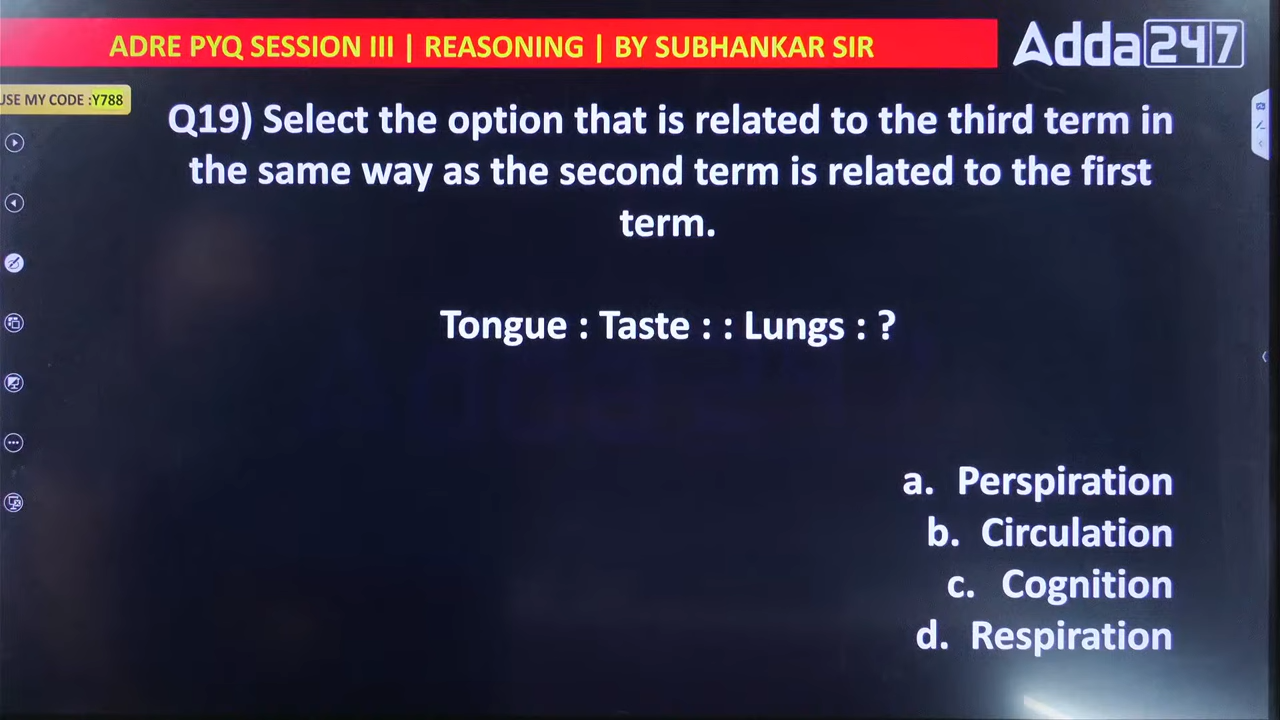 ADRE PYQ SESSION III | REASONING | BY SUBHANKAR SIR
Adda247
USE MY CODE :Y788
Q19) Select the option that is related to the third term in
the same way as the second term is related to the first
term.
Tongue : Taste : : Lungs : ?
a. Perspiration
b. Circulation
c. Cognition
d. Respiration